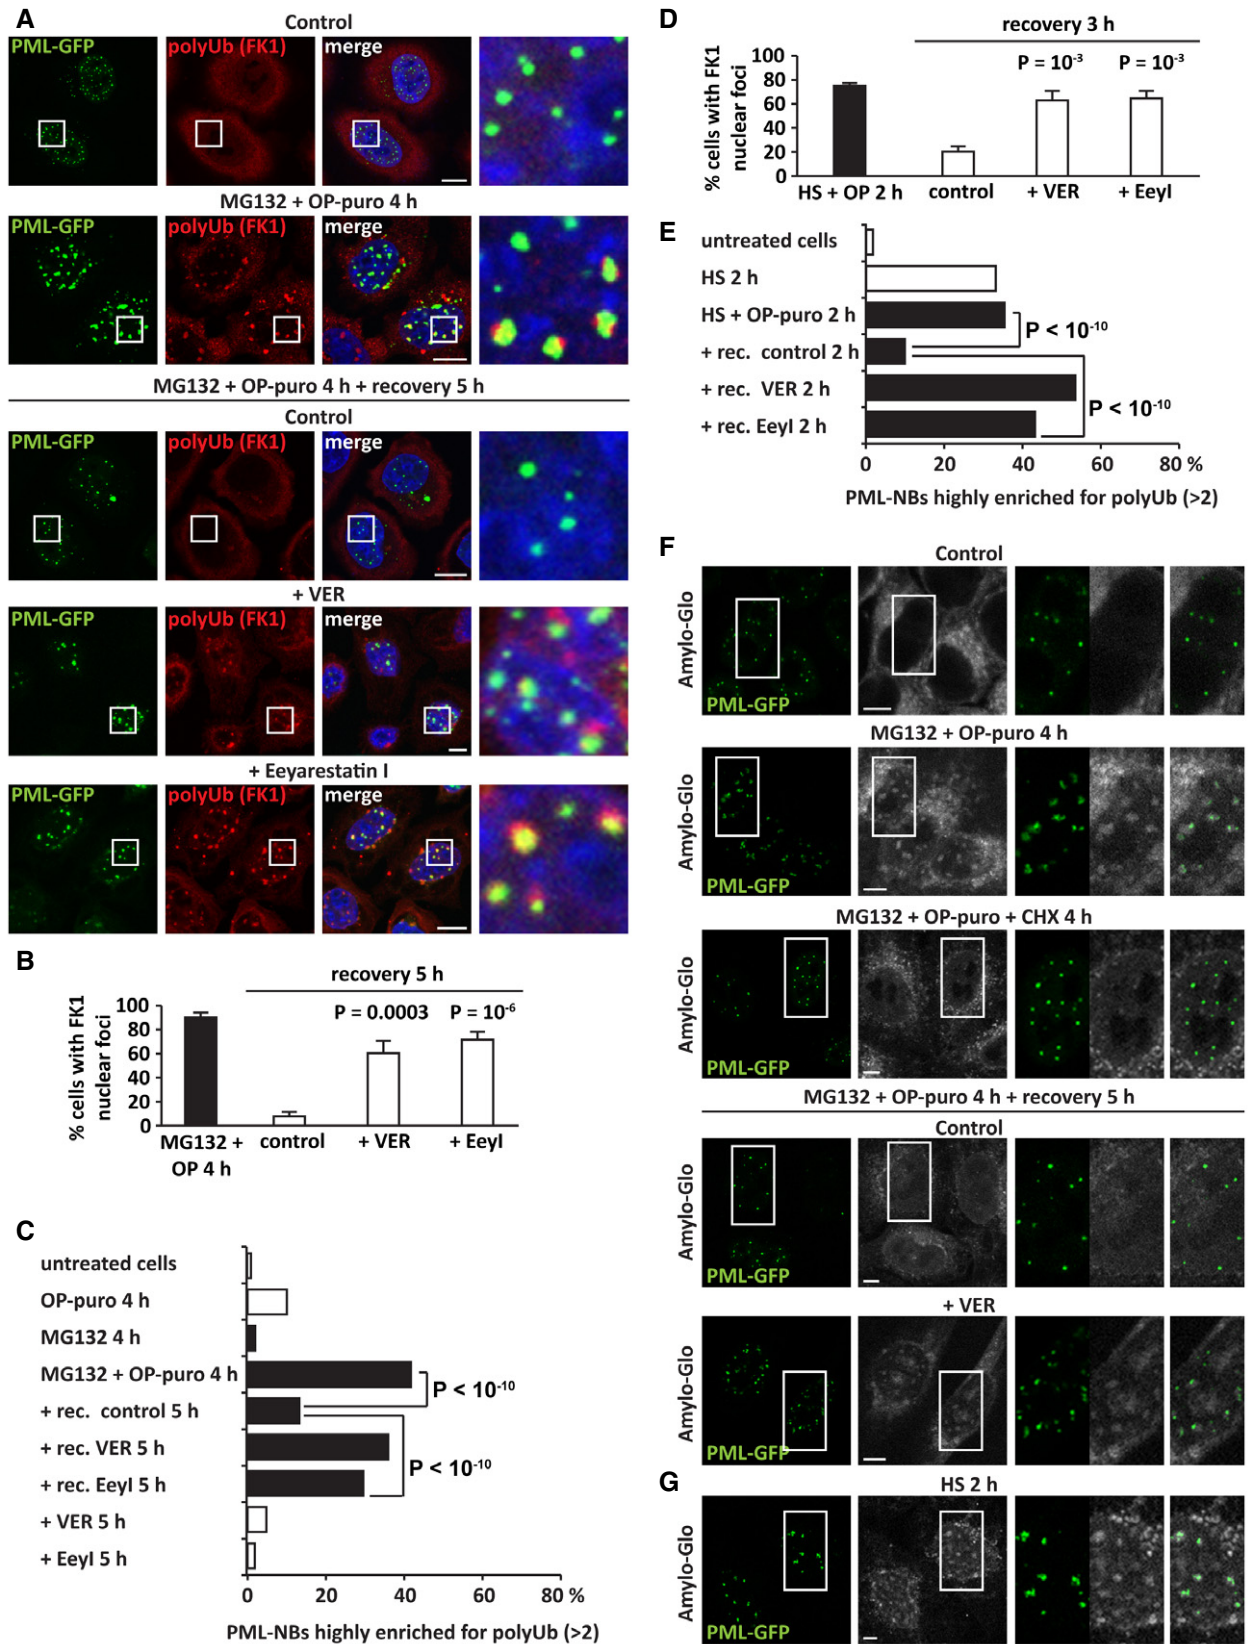 A
Control
PML-GFP
polyUb (FK1)
merge
MG132 + OP-puro 4 h
PML-GFP
polyUb (FK1)
merge
MG132 + OP-puro 4 h + recovery 5 h
Control
PML-GFP
polyUb (FK1)
merge
+ VER
PML-GFP
polyUb (FK1)
merge
+ Eeyarestatin I
PML-GFP
polyUb (FK1)
merge
B
recovery 5 h
% cells with FK1
nuclear foci
100
80
60
40
20
0
P = 0.0003
P = 10-6
MG132 +
OP 4 h
control
+ VER
+ EeyI
C
untreated cells
OP-puro 4 h
MG132 4 h
MG132 + OP-puro 4 h
+ rec. control 5 h
+ rec. VER 5 h
+ rec. EeyI 5 h
+ VER 5 h
+ EeyI 5 h
P < 10-10
P < 10-10
0 20 40 60 80 %
PML-NBs highly enriched for polyUb (>2)
D
recovery 3 h
% cells with FK1
nuclear foci
100
80
60
40
20
0
P = 10-3
P = 10-3
HS + OP 2 h
control
+ VER
+ EeyI
E
untreated cells
HS 2 h
HS + OP-puro 2 h
+ rec. control 2 h
+ rec. VER 2 h
+ rec. EeyI 2 h
P < 10-10
P < 10-10
0 20 40 60 80 %
PML-NBs highly enriched for polyUb (>2)
F
Control
Amylo-Glo
PML-GFP
MG132 + OP-puro 4 h
Amylo-Glo
PML-GFP
MG132 + OP-puro + CHX 4 h
Amylo-Glo
PML-GFP
MG132 + OP-puro 4 h + recovery 5 h
Control
Amylo-Glo
PML-GFP
+ VER
Amylo-Glo
PML-GFP
G
HS 2 h
Amylo-Glo
PML-GFP